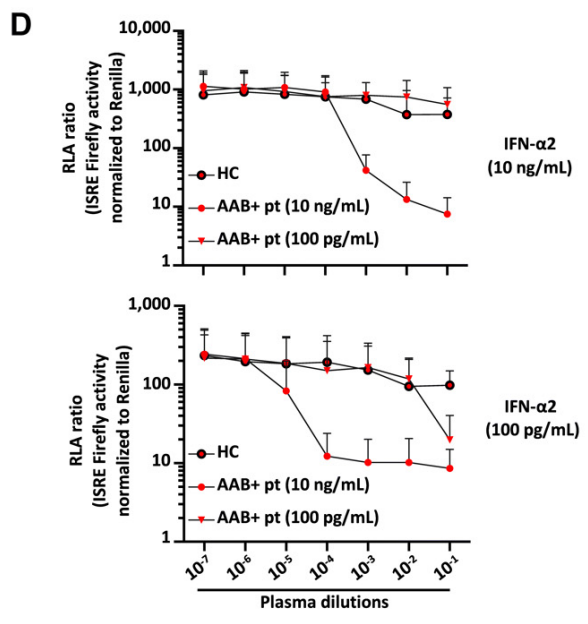 D
RLA ratio
(ISRE Firefly activity
normalized to Renilla)
10,000
1,000
100
10
1
HC
AAB+ pt (10 ng/mL)
AAB+ pt (100 pg/mL)
IFN-α2
(10 ng/mL)
RLA ratio
(ISRE Firefly activity
normalized to Renilla)
1,000
100
10
1
HC
AAB+ pt (10 ng/mL)
AAB+ pt (100 pg/mL)
IFN-α2
(100 pg/mL)
10⁻⁷ 10⁻⁶ 10⁻⁵ 10⁻⁴ 10⁻³ 10⁻² 10⁻¹
Plasma dilutions